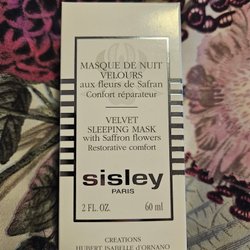 MASQUE DE NUIT
VELOURS
aux fleurs de Safran
Confort réparateur
VELVET
SLEEPING MASK
with Saffron flowers
Restorative comfort
sisley
PARIS
2 FL. OZ. 60 ml
CREATIONS
HUBERT ISABELLE d'ORNANO